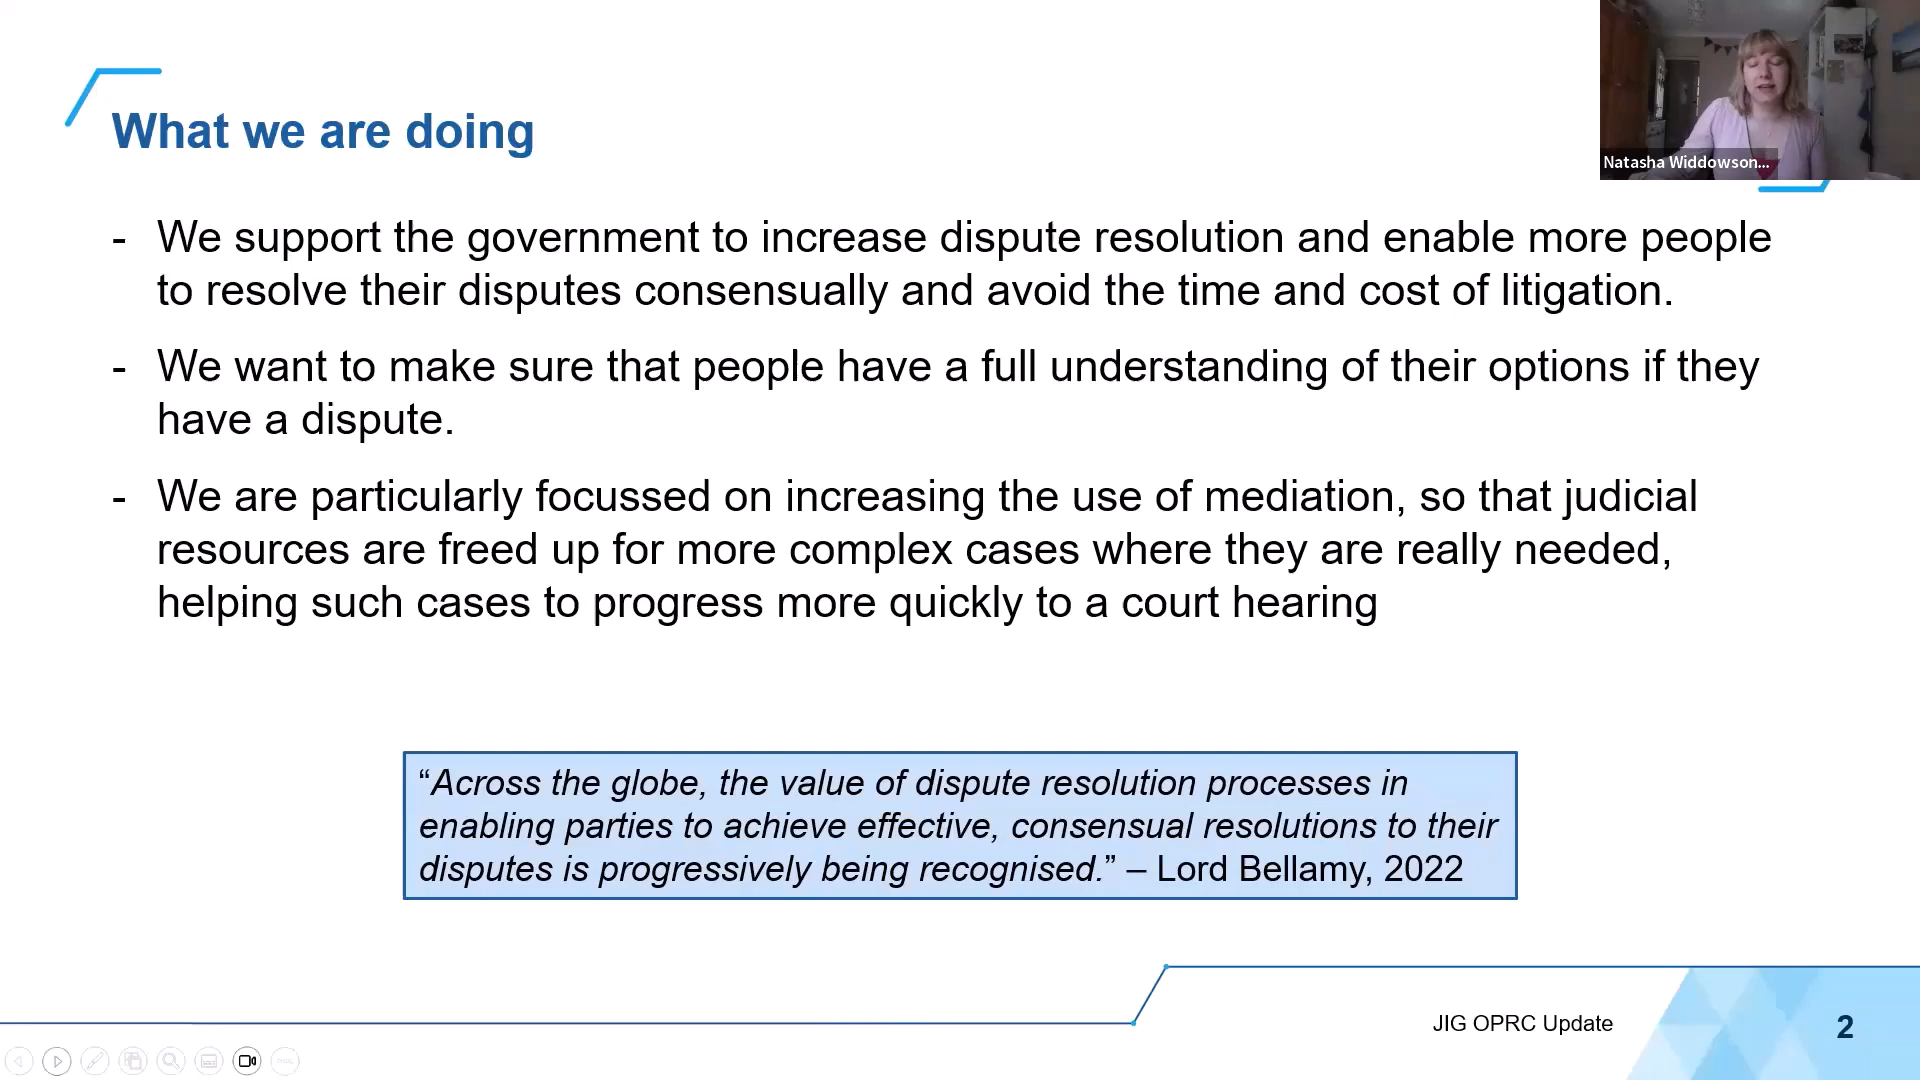 What we are doing
Natasha Widdowson...
- We support the government to increase dispute resolution and enable more people
to resolve their disputes consensually and avoid the time and cost of litigation.
- We want to make sure that people have a full understanding of their options if they
have a dispute.
- We are particularly focussed on increasing the use of mediation, so that judicial
resources are freed up for more complex cases where they are really needed,
helping such cases to progress more quickly to a court hearing
“Across the globe, the value of dispute resolution processes in
enabling parties to achieve effective, consensual resolutions to their
disputes is progressively being recognised.” – Lord Bellamy, 2022
JIG OPRC Update
2